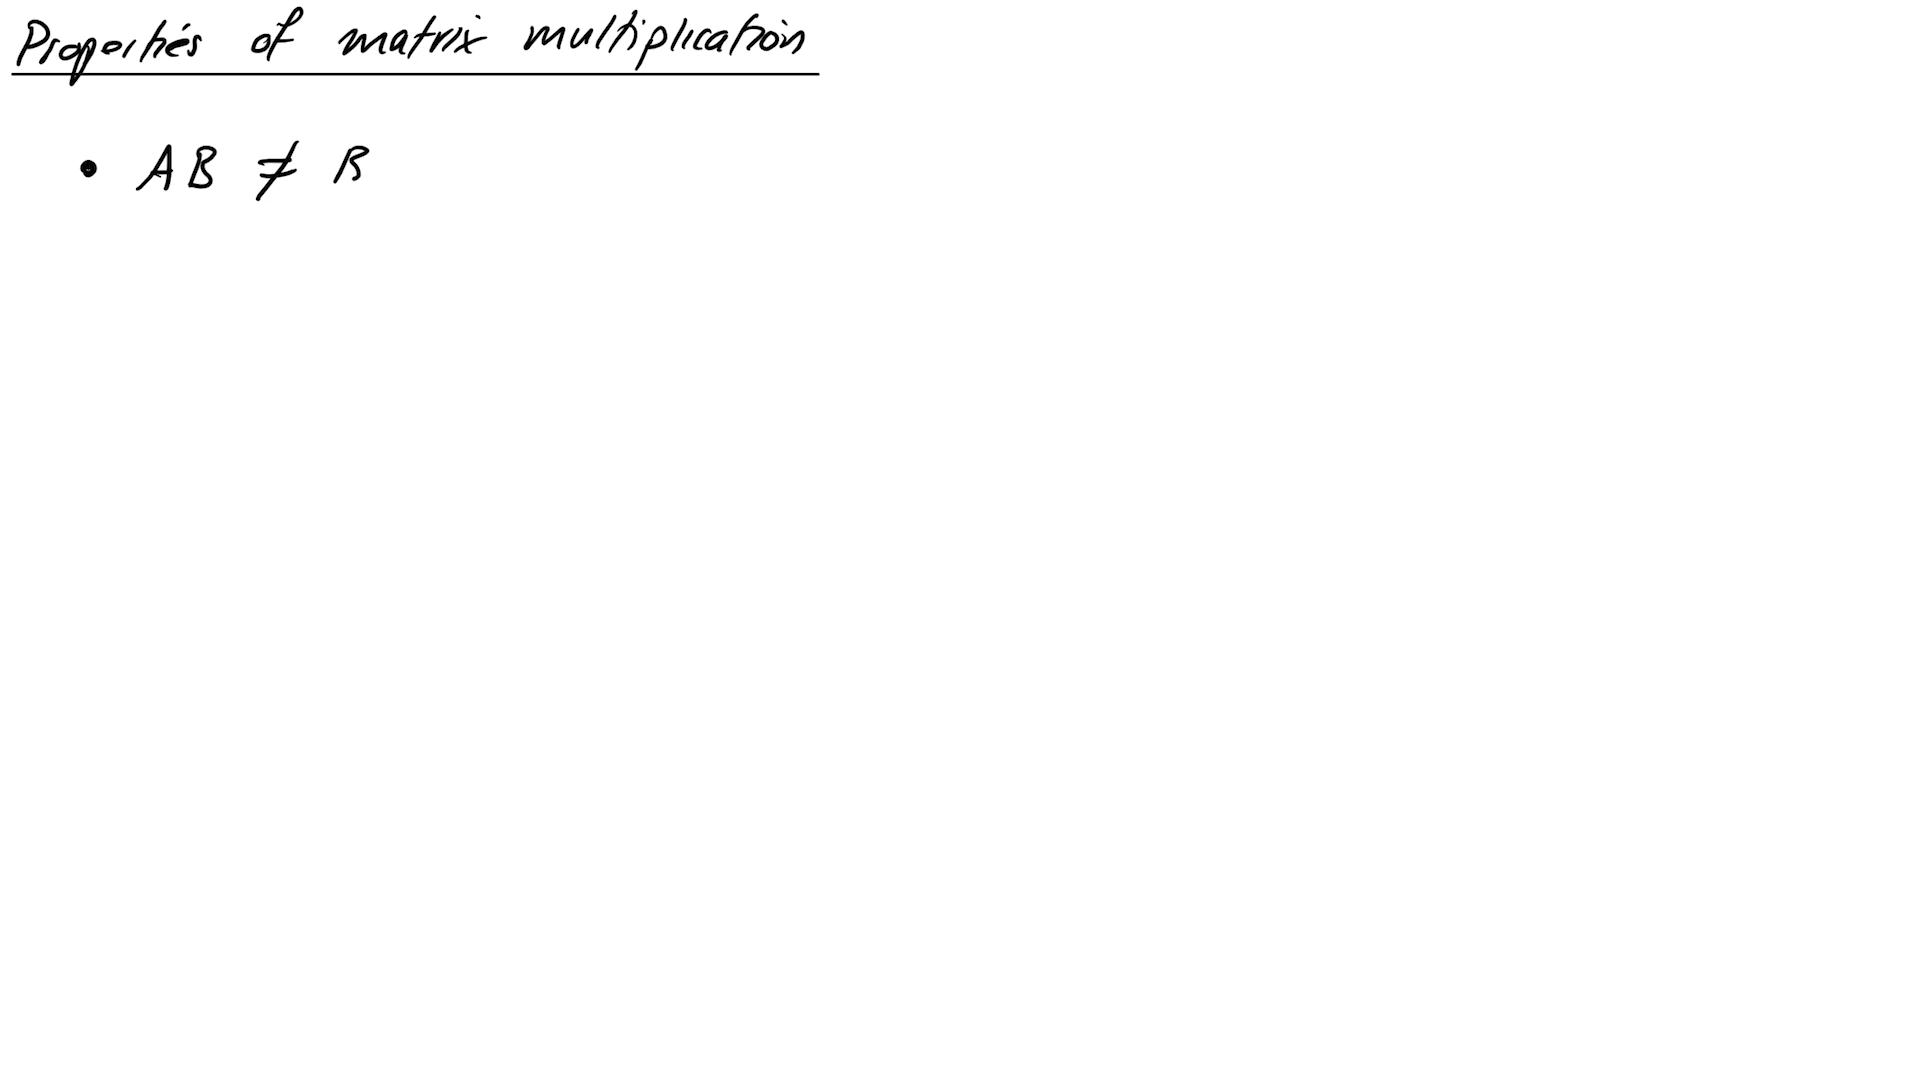 Properties of matrix multiplication
• AB ≠ B